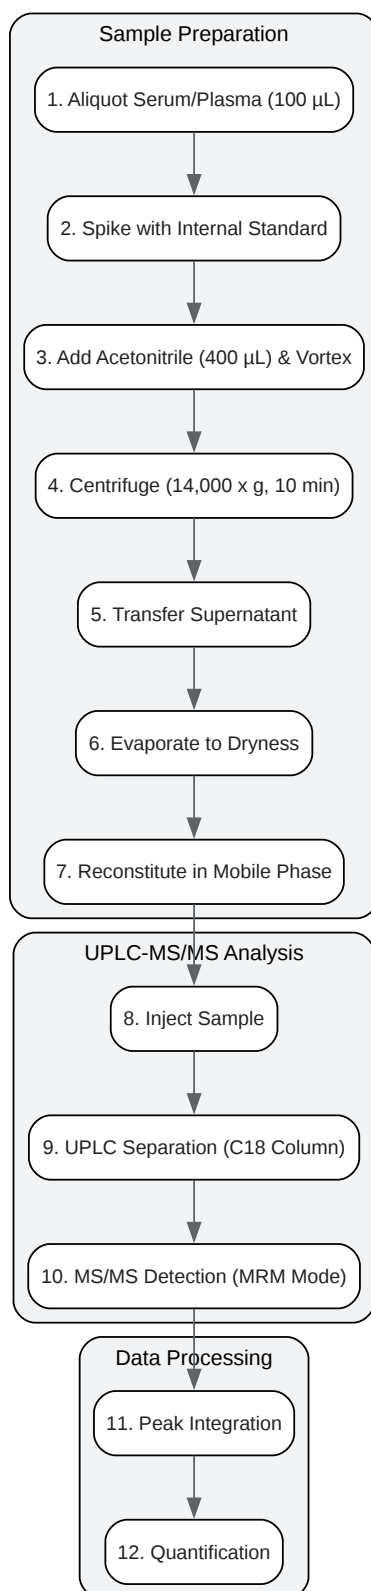 Sample Preparation
1. Aliquot Serum/Plasma (100 µL)
2. Spike with Internal Standard
3. Add Acetonitrile (400 µL) & Vortex
4. Centrifuge (14,000 x g, 10 min)
5. Transfer Supernatant
6. Evaporate to Dryness
7. Reconstitute in Mobile Phase
UPLC-MS/MS Analysis
8. Inject Sample
9. UPLC Separation (C18 Column)
10. MS/MS Detection (MRM Mode)
Data Processing
11. Peak Integration
12. Quantification